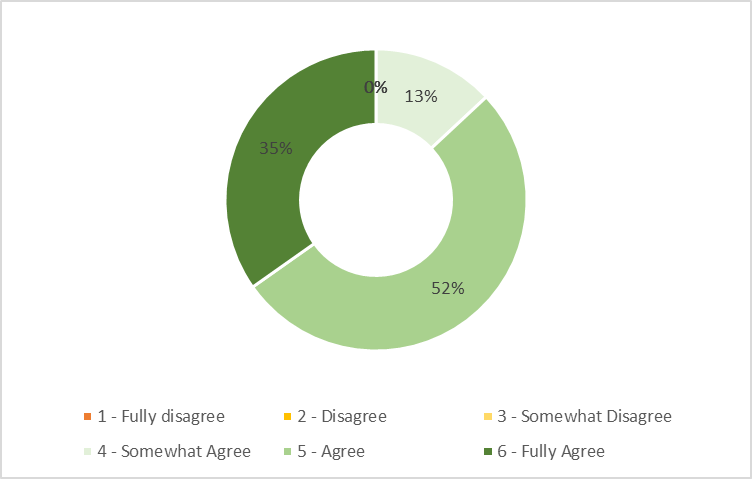 0%
13%
35%
52%
1 - Fully disagree
2 - Disagree
3 - Somewhat Disagree
4 - Somewhat Agree
5 - Agree
6 - Fully Agree